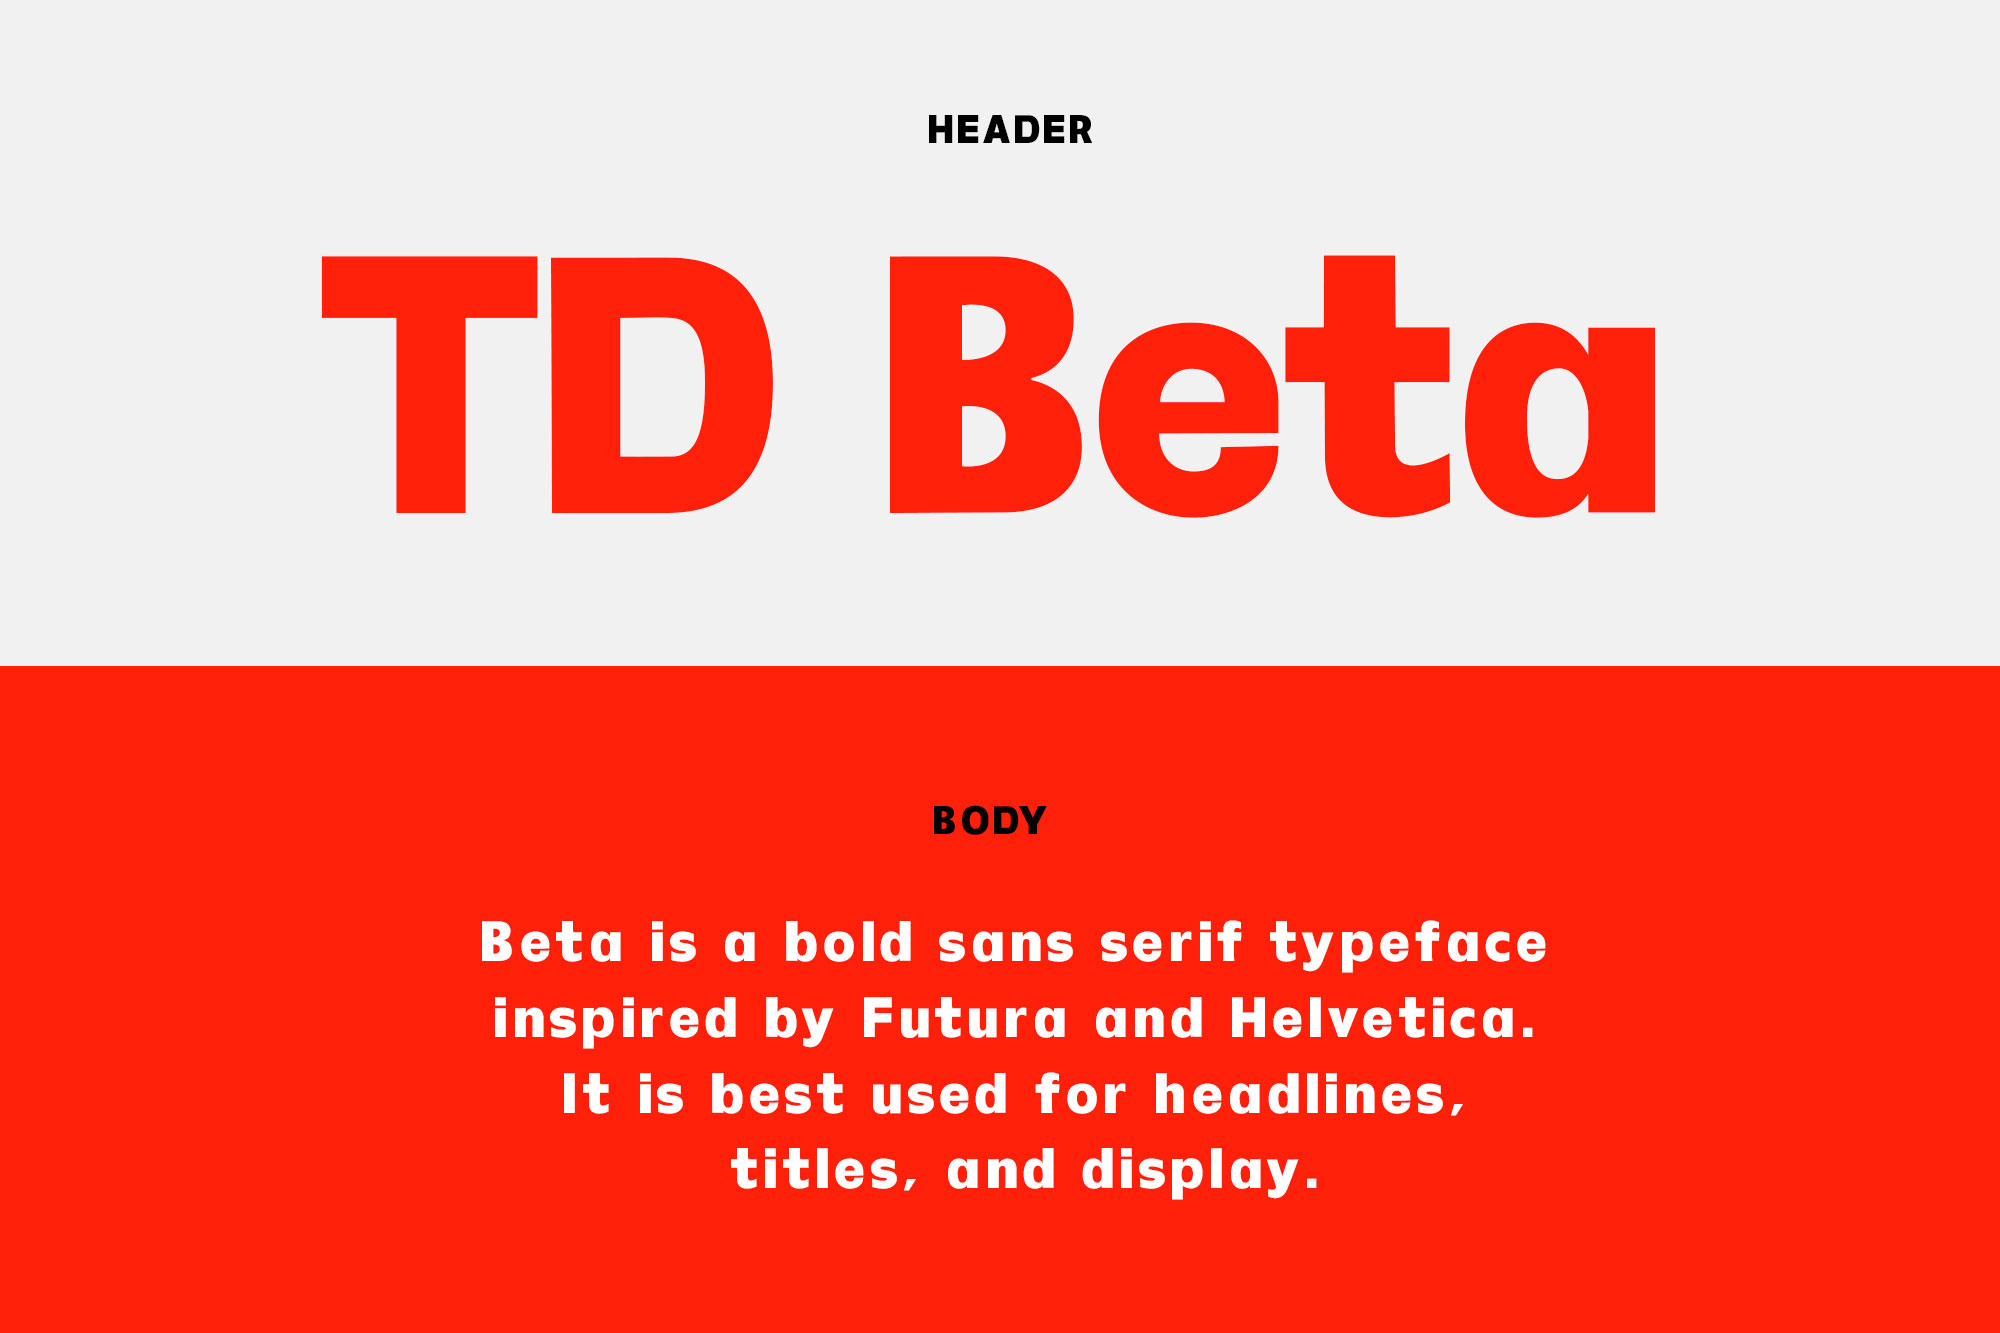 HEADER
TD Beta
BODY
Beta is a bold sans serif typeface
inspired by Futura and Helvetica.
It is best used for headlines,
titles, and display.